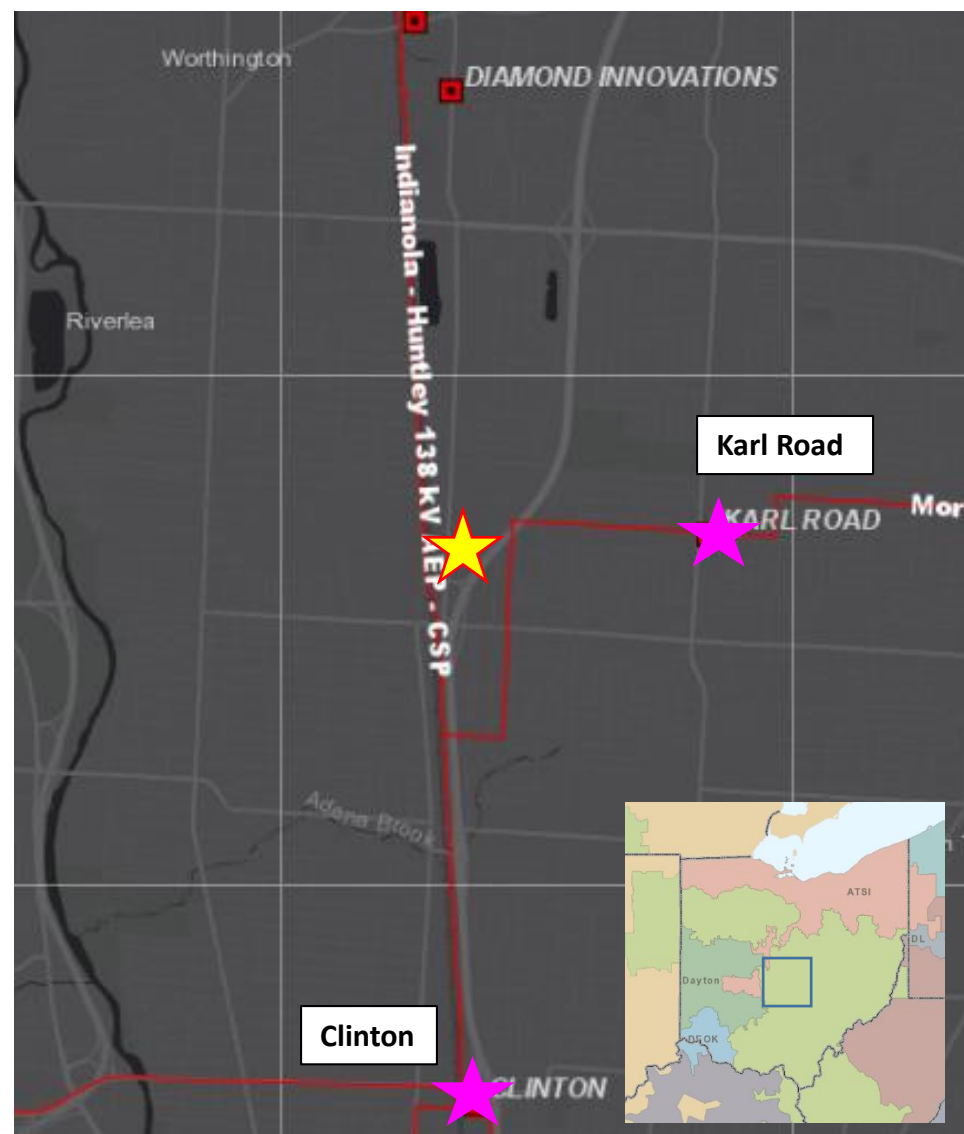 Worthington
DIAMOND INNOVATIONS
Indianola - Huntley 138 kV AEP - CSP
Riverlea
Karl Road
KARL ROAD
Mor
Adena Brook
ATSI
DL
Dayton
DEOK
Clinton
CLINTON